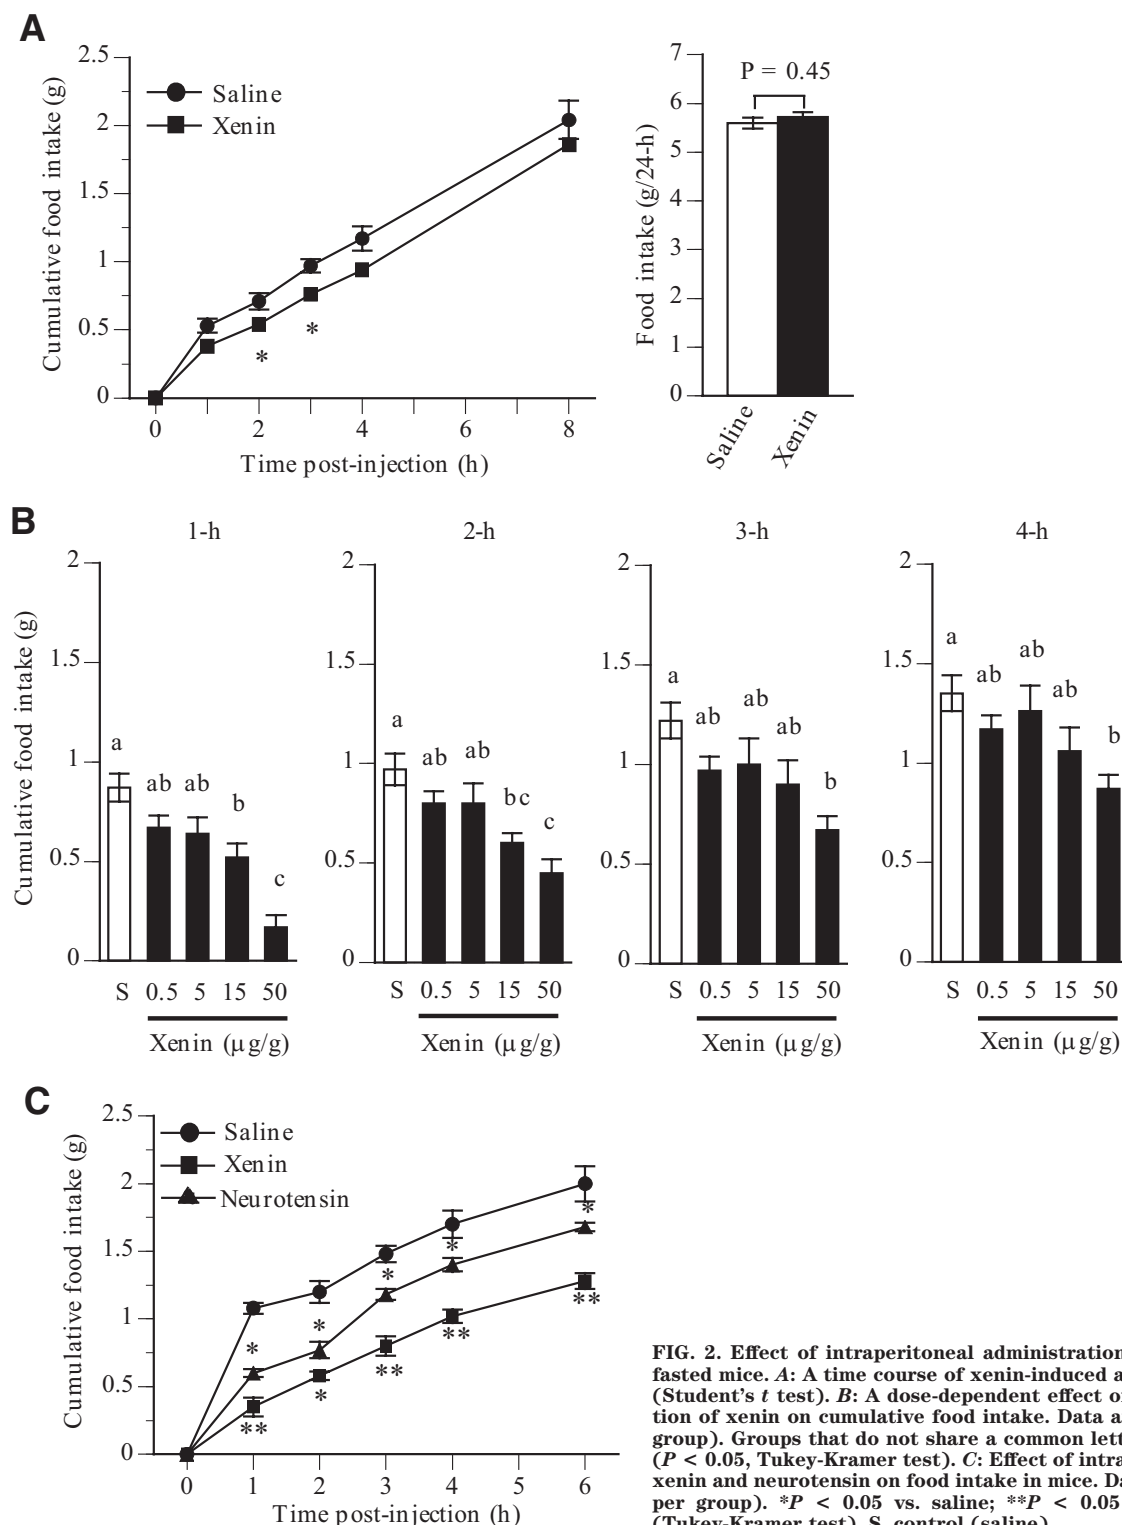 A
2.5
2
1.5
1
0.5
0
Cumulative food intake (g)
Saline
Xenin
0 2 4 6 8
Time post-injection (h)
7
6
5
4
3
2
1
0
Food intake (g/24-h)
P = 0.45
Saline
Xenin
* *
B
1-h 2-h 3-h 4-h
Cumulative food intake (g)
2
1.5
1
0.5
0
a ab ab b c
S 0.5 5 15 50
Xenin (µg/g)
2
1.5
1
0.5
0
a ab ab bc c
S 0.5 5 15 50
Xenin (µg/g)
2
1.5
1
0.5
0
a ab ab ab b
S 0.5 5 15 50
Xenin (µg/g)
2
1.5
1
0.5
0
a ab ab ab b
S 0.5 5 15 50
Xenin (µg/g)
C
2.5
2
1.5
1
0.5
0
Cumulative food intake (g)
Saline
Xenin
Neurotensin
* * * * *
** * ** ** **
0 1 2 3 4 5 6
Time post-injection (h)
FIG. 2. Effect of intraperitoneal administration
fasted mice. A: A time course of xenin-induced a
(Student's t test). B: A dose-dependent effect o
tion of xenin on cumulative food intake. Data a
group). Groups that do not share a common lett
(P < 0.05, Tukey-Kramer test). C: Effect of intra
xenin and neurotensin on food intake in mice. Da
per group). *P < 0.05 vs. saline; **P < 0.05
(Tukey-Kramer test). S, control (saline).